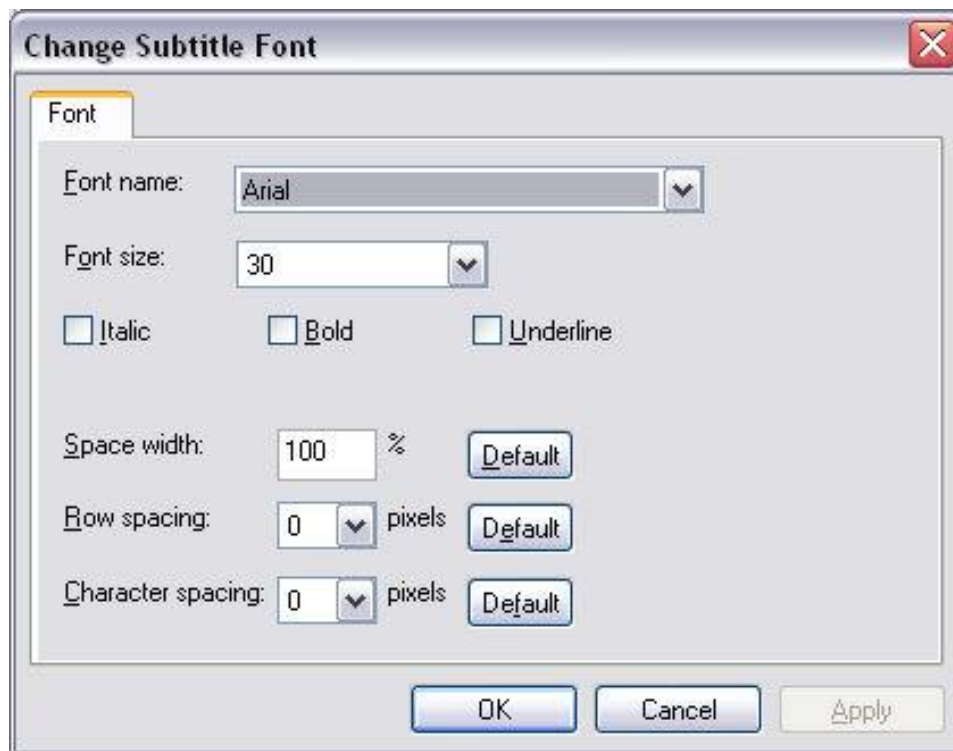 Change Subtitle Font
Font
Font name: Arial
Font size: 30
Italic Bold Underline
Space width: 100 % Default
Row spacing: 0 pixels Default
Character spacing: 0 pixels Default
OK Cancel Apply